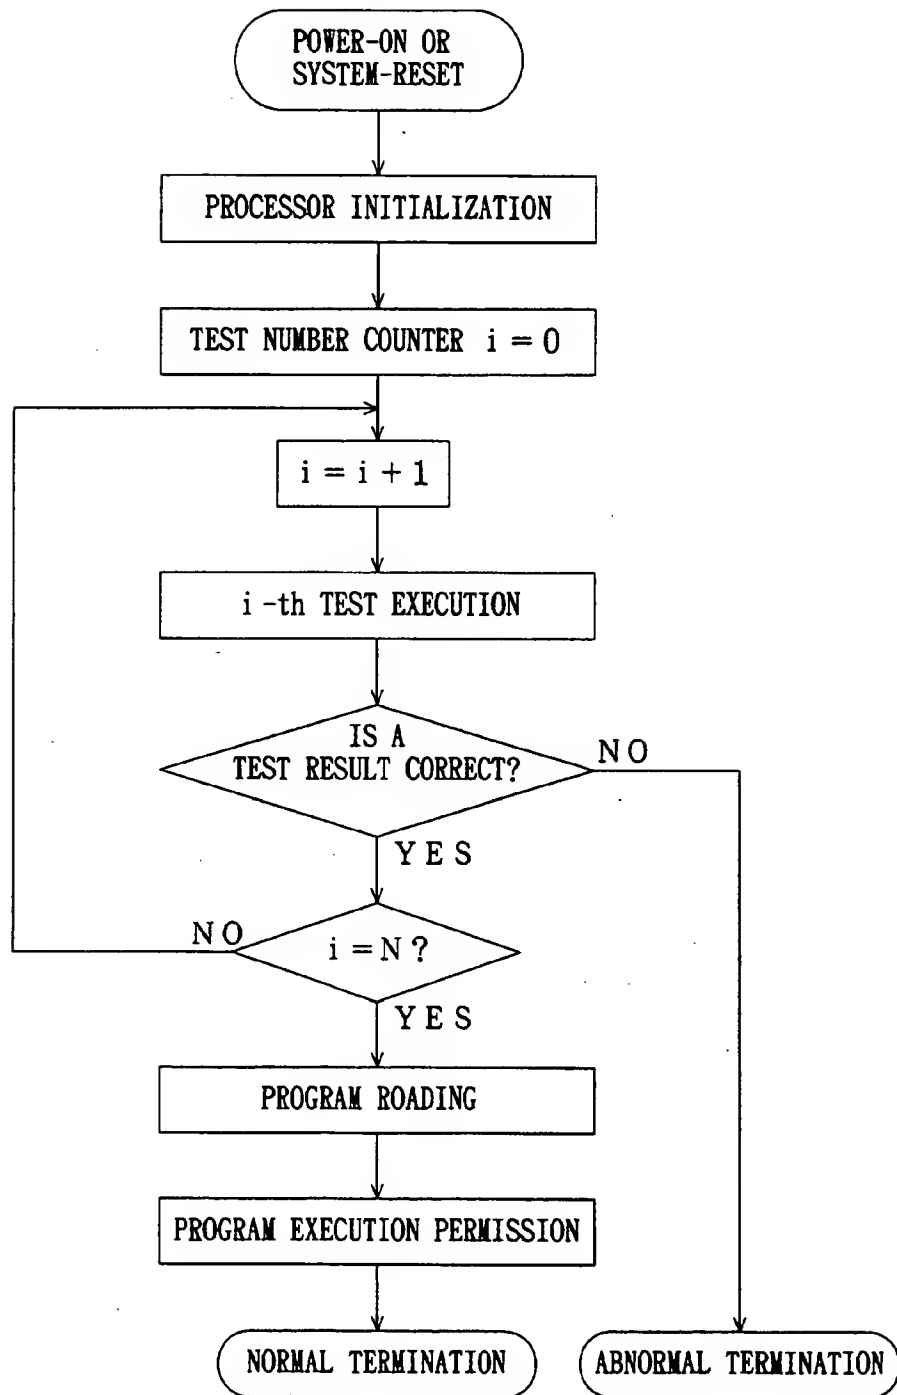 POWER-ON OR
SYSTEM-RESET
PROCESSOR INITIALIZATION
TEST NUMBER COUNTER i = 0
i = i + 1
i -th TEST EXECUTION
IS A
TEST RESULT CORRECT?
NO
YES
NO
i = N ?
YES
PROGRAM ROADING
PROGRAM EXECUTION PERMISSION
NORMAL TERMINATION
ABNORMAL TERMINATION